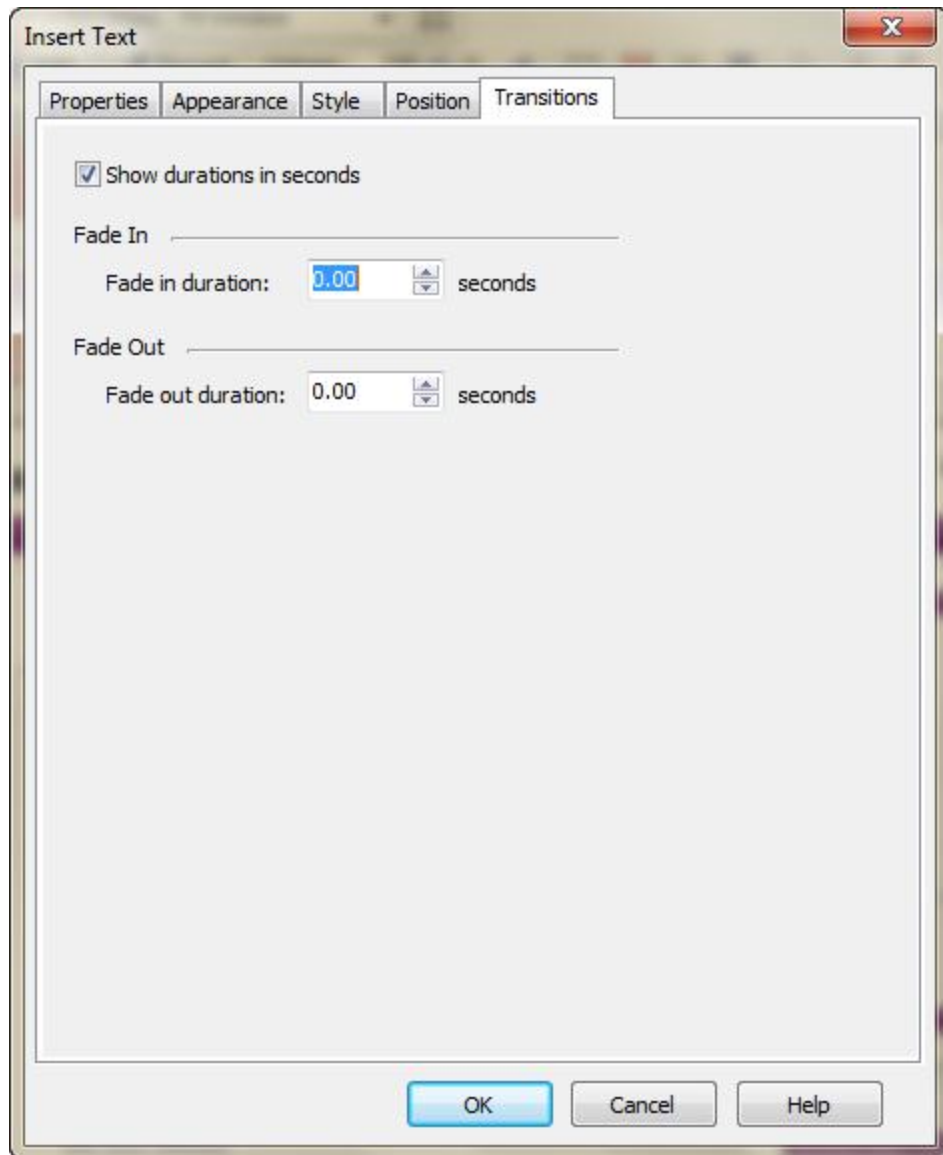 Insert Text
Properties Appearance Style Position Transitions
Show durations in seconds
Fade In
Fade in duration: 0.00 seconds
Fade Out
Fade out duration: 0.00 seconds
OK Cancel Help